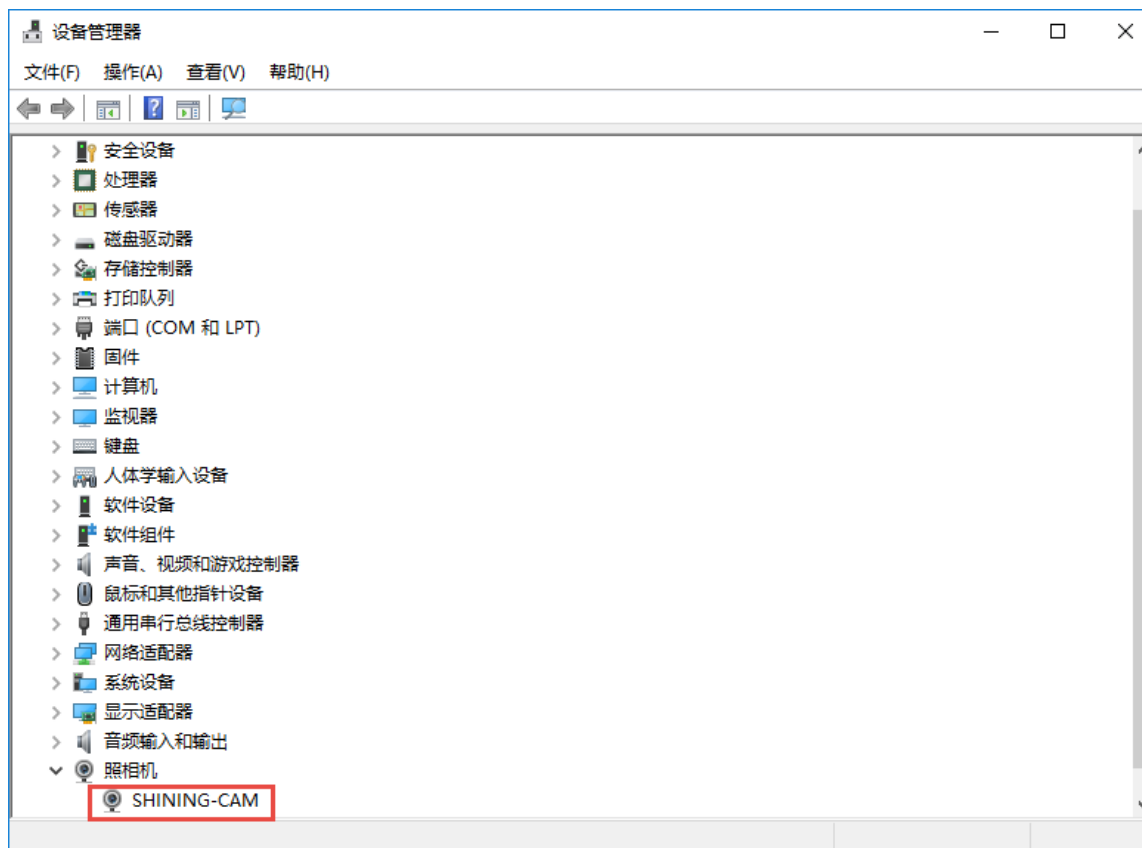 设备管理器
文件(F) 操作(A) 查看(V) 帮助(H)
安全设备
处理器
传感器
磁盘驱动器
存储控制器
打印队列
端口 (COM 和 LPT)
固件
计算机
监视器
键盘
人体学输入设备
软件设备
软件组件
声音、视频和游戏控制器
鼠标和其他指针设备
通用串行总线控制器
网络适配器
系统设备
显示适配器
音频输入和输出
照相机
SHINING-CAM